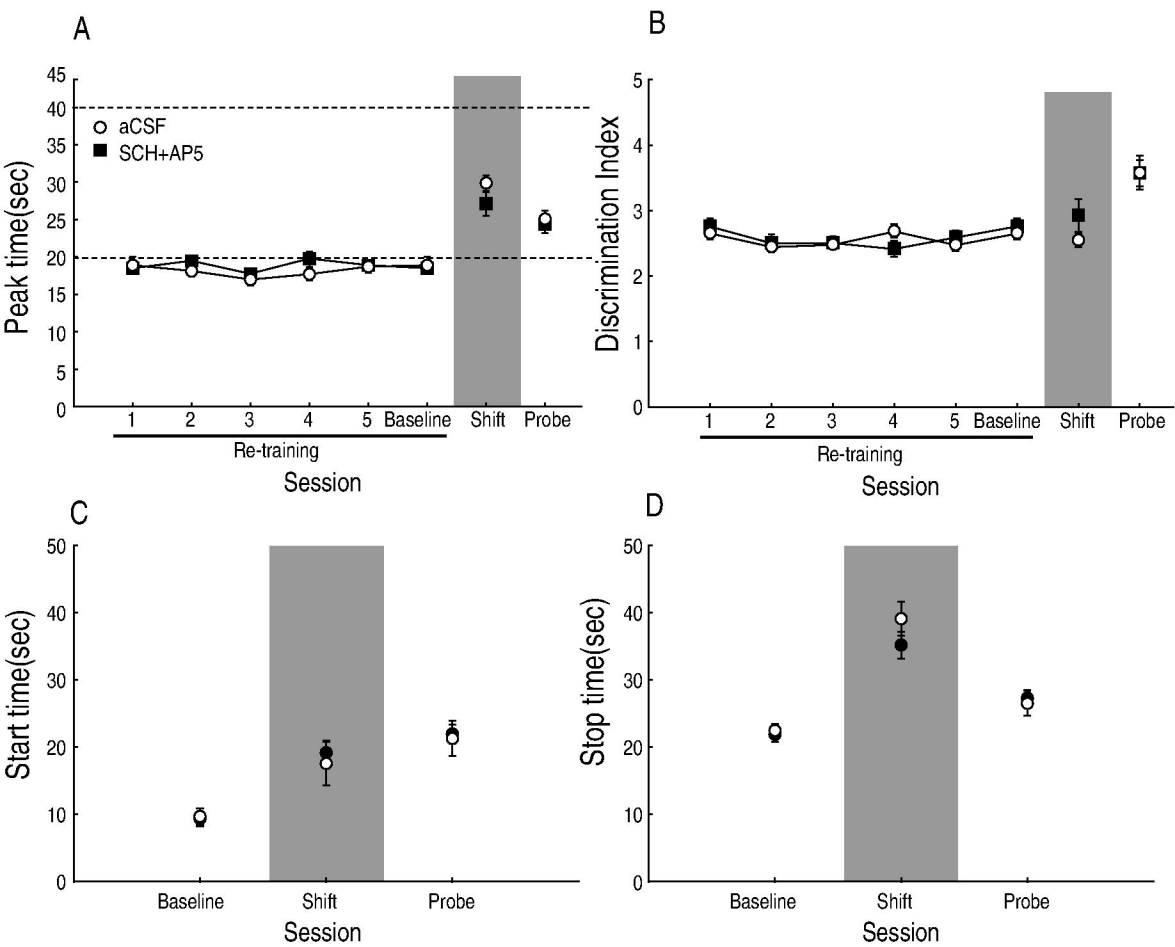 A
Peak time(sec)
45
40
35
30
25
20
15
10
5
0
aCSF
SCH+AP5
1 2 3 4 5 Baseline Shift Probe
Re-training
Session
B
Discrimination Index
5
4
3
2
1
0
1 2 3 4 5 Baseline Shift Probe
Re-training
Session
C
Start time(sec)
50
40
30
20
10
0
Baseline Shift Probe
Session
D
Stop time(sec)
50
40
30
20
10
0
Baseline Shift Probe
Session